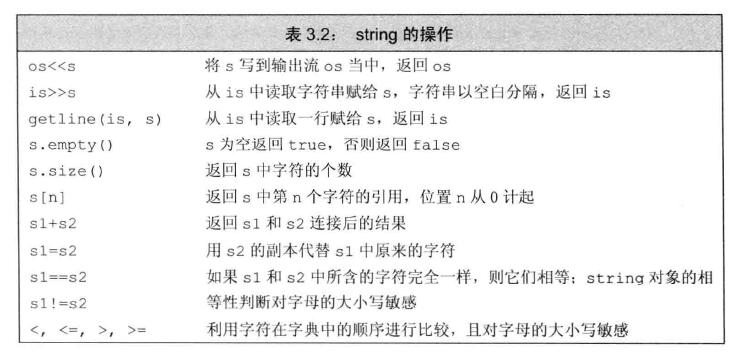 表 3.2： string 的操作
os<<s 将 s 写到输出流 os 当中，返回 os
is>>s 从 is 中读取字符串赋给 s，字符串以空白分隔，返回 is
getline(is, s) 从 is 中读取一行赋给 s，返回 is
s.empty() s 为空返回 true，否则返回 false
s.size() 返回 s 中字符的个数
s[n] 返回 s 中第 n 个字符的引用，位置 n 从 0 计起
s1+s2 返回 s1 和 s2 连接后的结果
s1=s2 用 s2 的副本代替 s1 中原来的字符
s1==s2 如果 s1 和 s2 中所含的字符完全一样，则它们相等；string 对象的相
s1!=s2 等性判断对字母的大小写敏感
<, <=, >, >= 利用字符在字典中的顺序进行比较，且对字母的大小写敏感